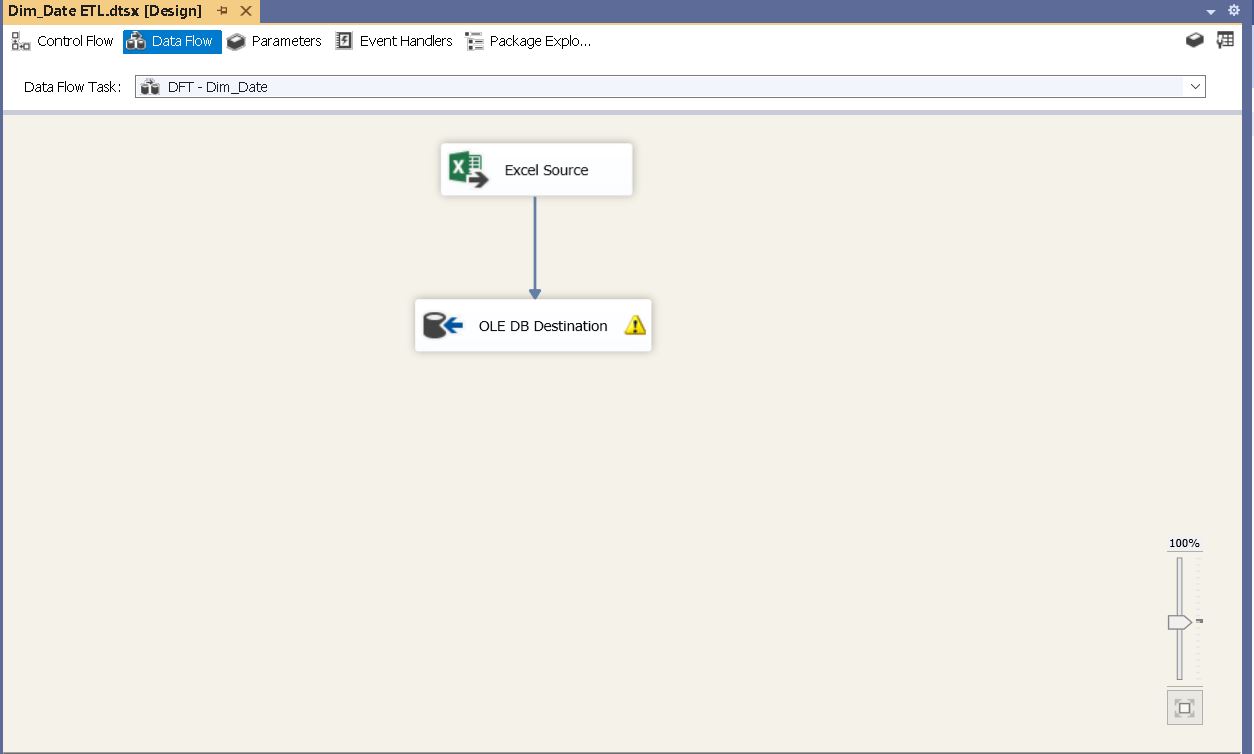 Dim_Date ETL.dtsx [Design]
Control Flow Data Flow Parameters Event Handlers Package Explo...
Data Flow Task: DFT - Dim_Date
Excel Source
OLE DB Destination
100%